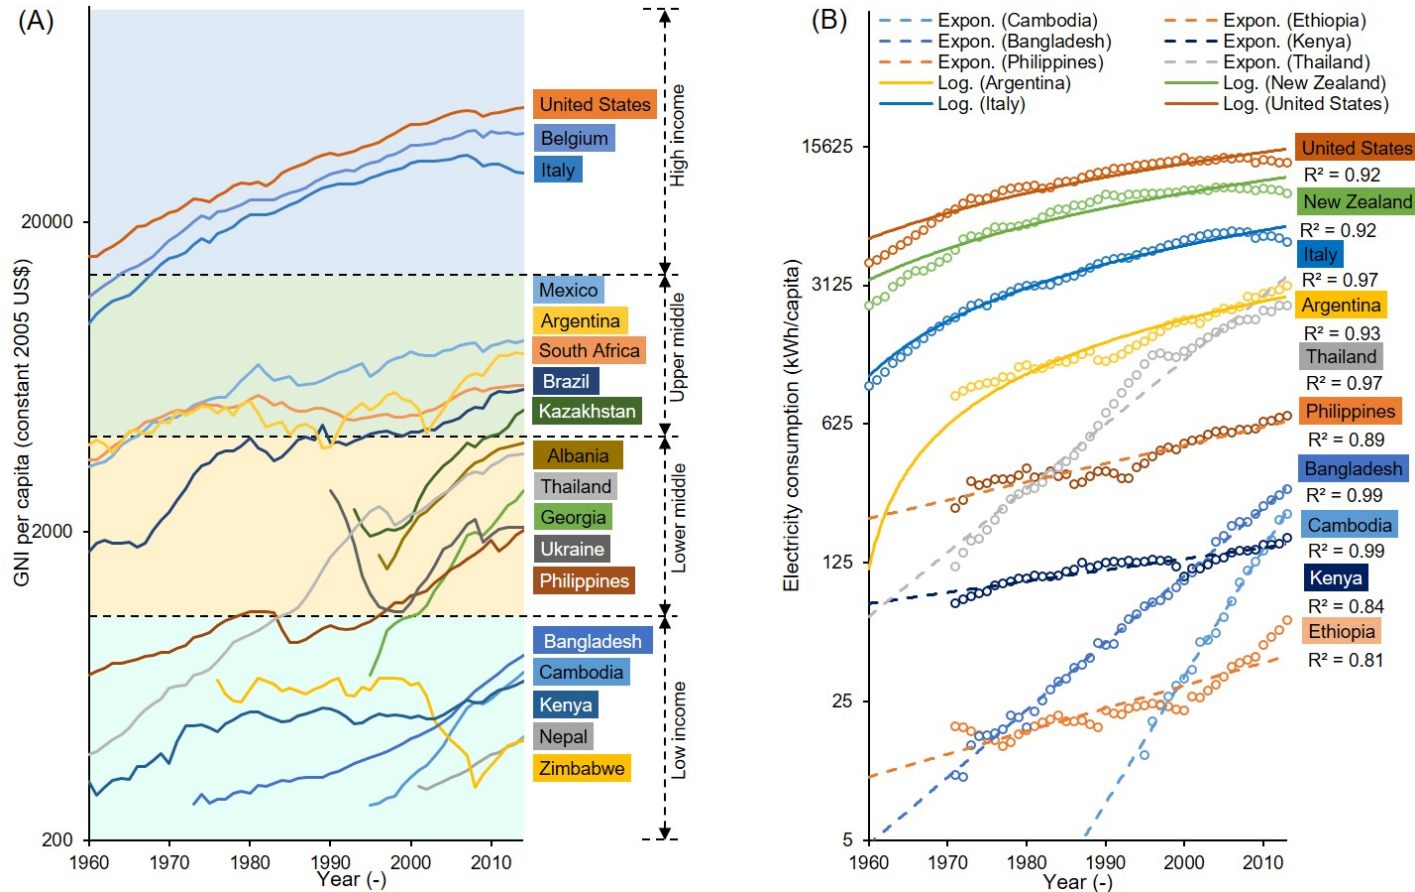 (A)
GNI per capita (constant 2005 US$)
20000
2000
200
1960
1970
1980
1990
2000
2010
Year (-)
United States
Belgium
Italy
High income
Mexico
Argentina
South Africa
Brazil
Kazakhstan
Upper middle
Albania
Thailand
Georgia
Ukraine
Philippines
Lower middle
Bangladesh
Cambodia
Kenya
Nepal
Zimbabwe
Low income
(B)
Expon. (Cambodia)
Expon. (Ethiopia)
Expon. (Bangladesh)
Expon. (Kenya)
Expon. (Philippines)
Expon. (Thailand)
Log. (Argentina)
Log. (New Zealand)
Log. (Italy)
Log. (United States)
Electricity consumption (kWh/capita)
15625
3125
625
125
25
5
1960
1970
1980
1990
2000
2010
Year (-)
United States
R² = 0.92
New Zealand
R² = 0.92
Italy
R² = 0.97
Argentina
R² = 0.93
Thailand
R² = 0.97
Philippines
R² = 0.89
Bangladesh
R² = 0.99
Cambodia
R² = 0.99
Kenya
R² = 0.84
Ethiopia
R² = 0.81